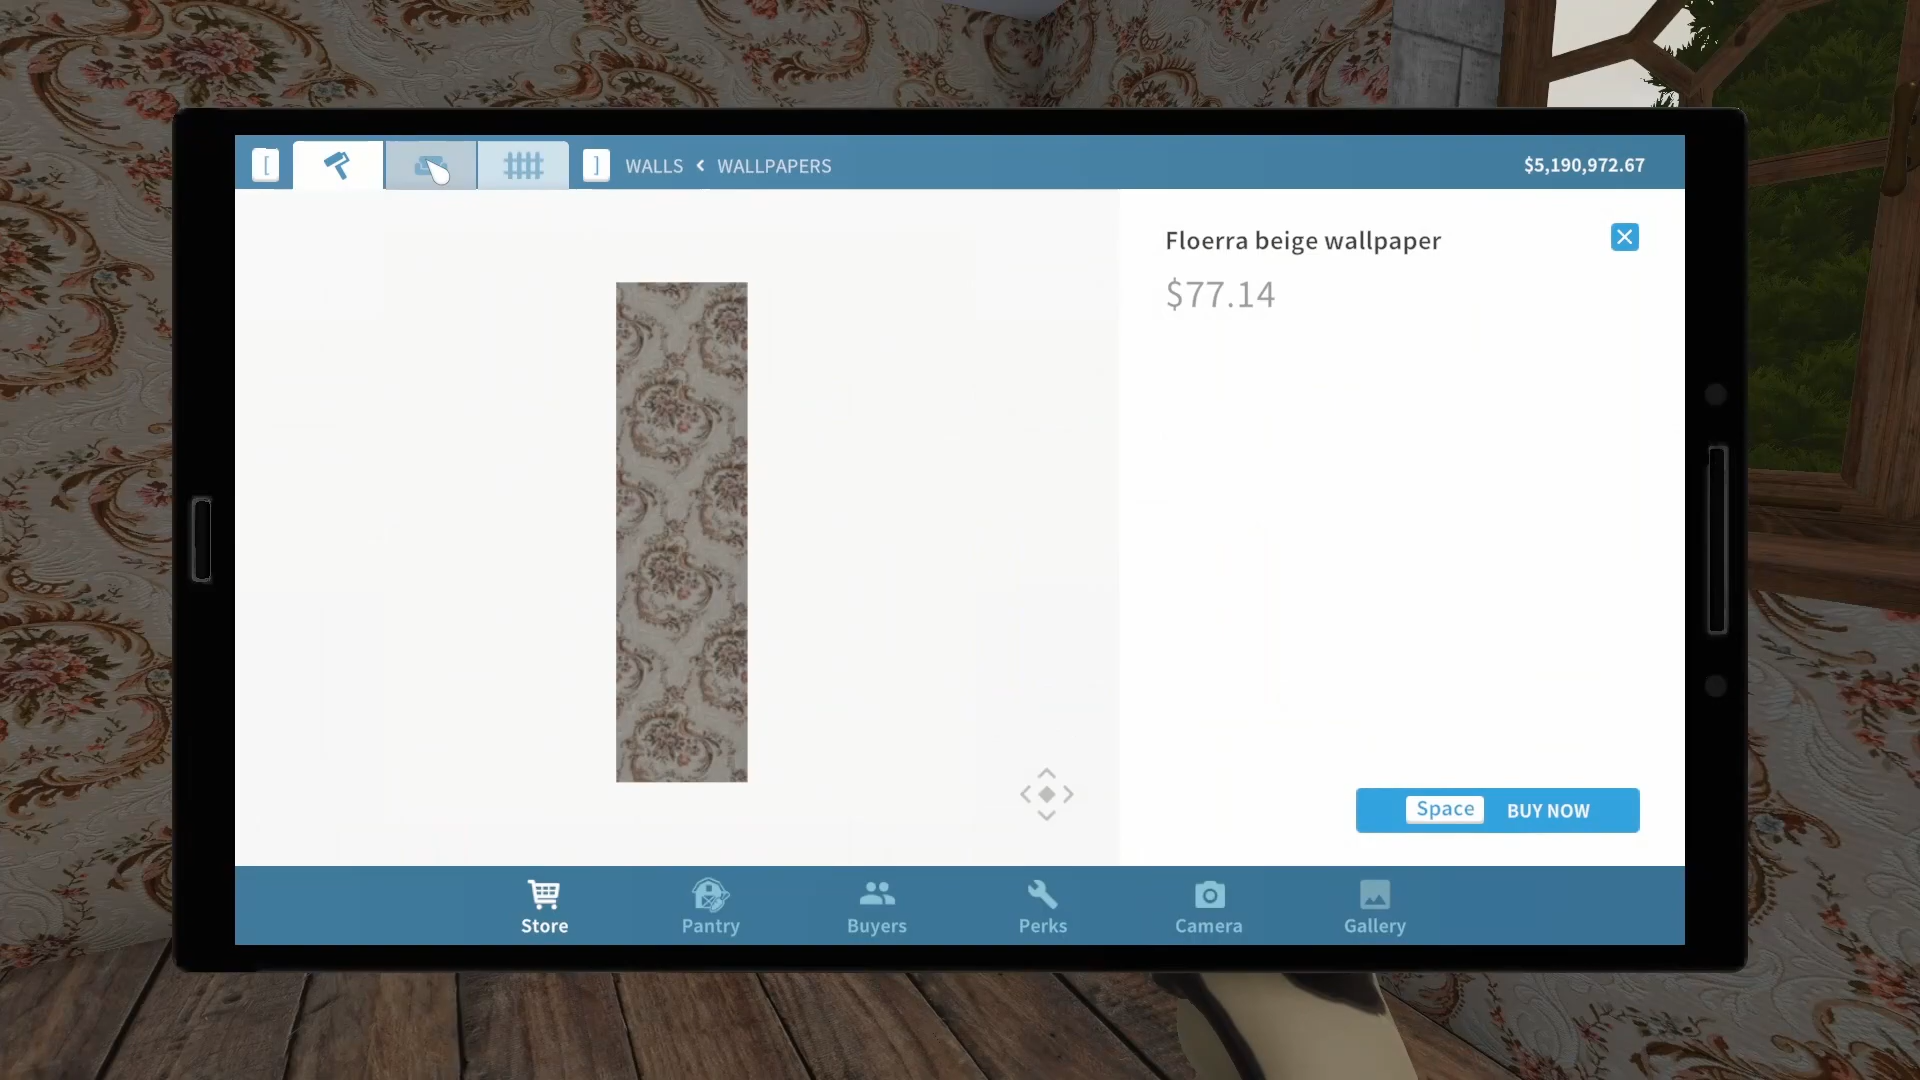 [
]
WALLS < WALLPAPERS
$5,190,972.67
Floerra beige wallpaper
$77.14
Space BUY NOW
Store Pantry Buyers Perks Camera Gallery